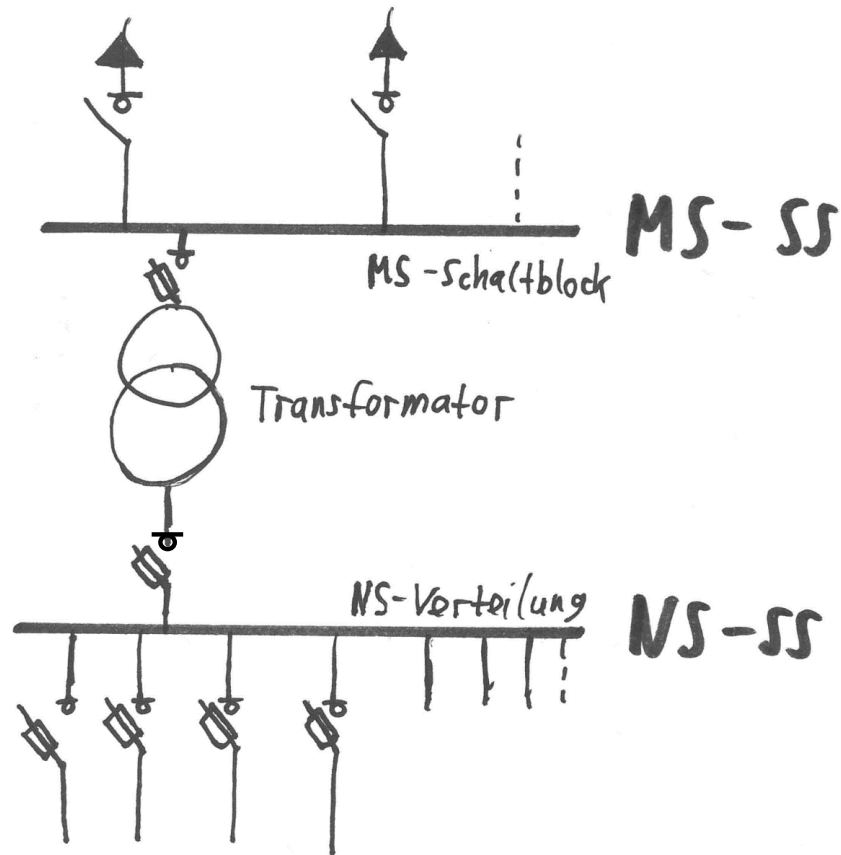 MS- SS
MS-Schaltblock
Transformator
NS-Verteilung
NS-SS